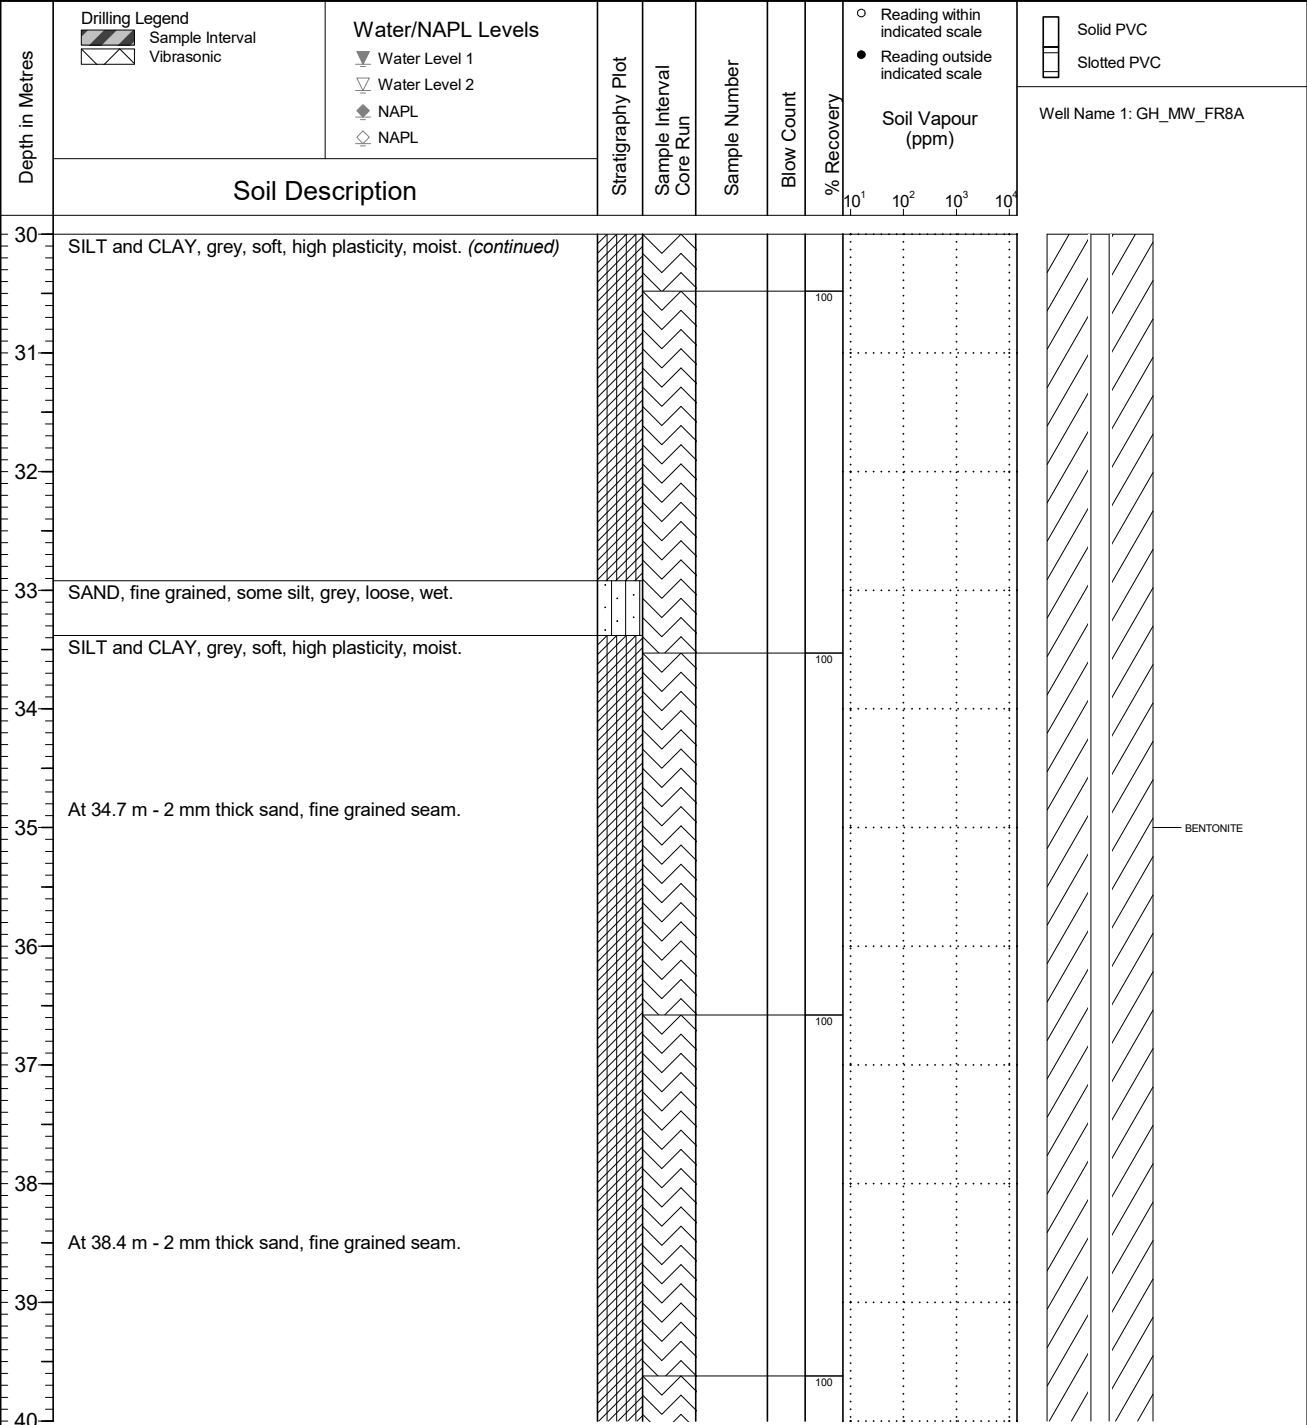 Drilling Legend
Sample Interval
Vibrasonic
Water/NAPL Levels
Water Level 1
Water Level 2
NAPL
NAPL
Depth in Metres
Soil Description
Stratigraphy Plot
Sample Interval
Core Run
Sample Number
Blow Count
% Recovery
Reading within
indicated scale
Reading outside
indicated scale
Soil Vapour
(ppm)
10¹ 10² 10³ 10⁴
Solid PVC
Slotted PVC
Well Name 1: GH_MW_FR8A
30
SILT and CLAY, grey, soft, high plasticity, moist. (continued)
100
31
32
33
SAND, fine grained, some silt, grey, loose, wet.
SILT and CLAY, grey, soft, high plasticity, moist.
100
34
At 34.7 m - 2 mm thick sand, fine grained seam.
35
BENTONITE
36
100
37
38
At 38.4 m - 2 mm thick sand, fine grained seam.
39
100
40